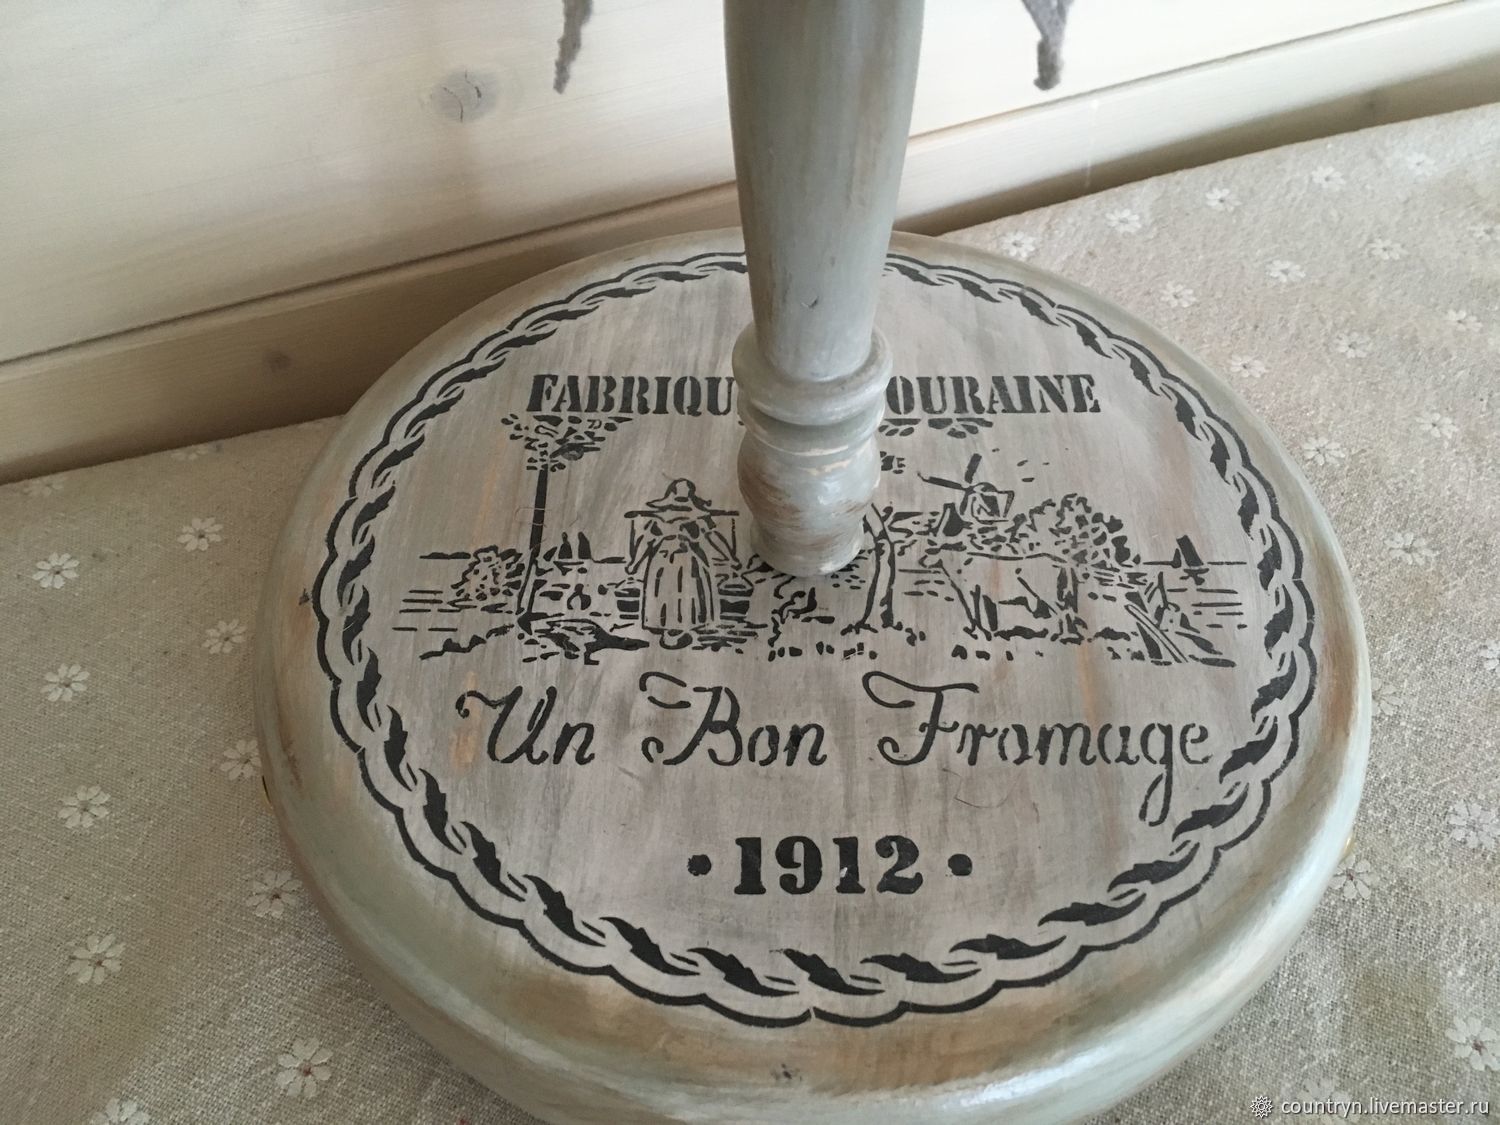 FABRIQU OURAINE
Un Bon Fromage
• 1912 •
countryn.livemaster.ru